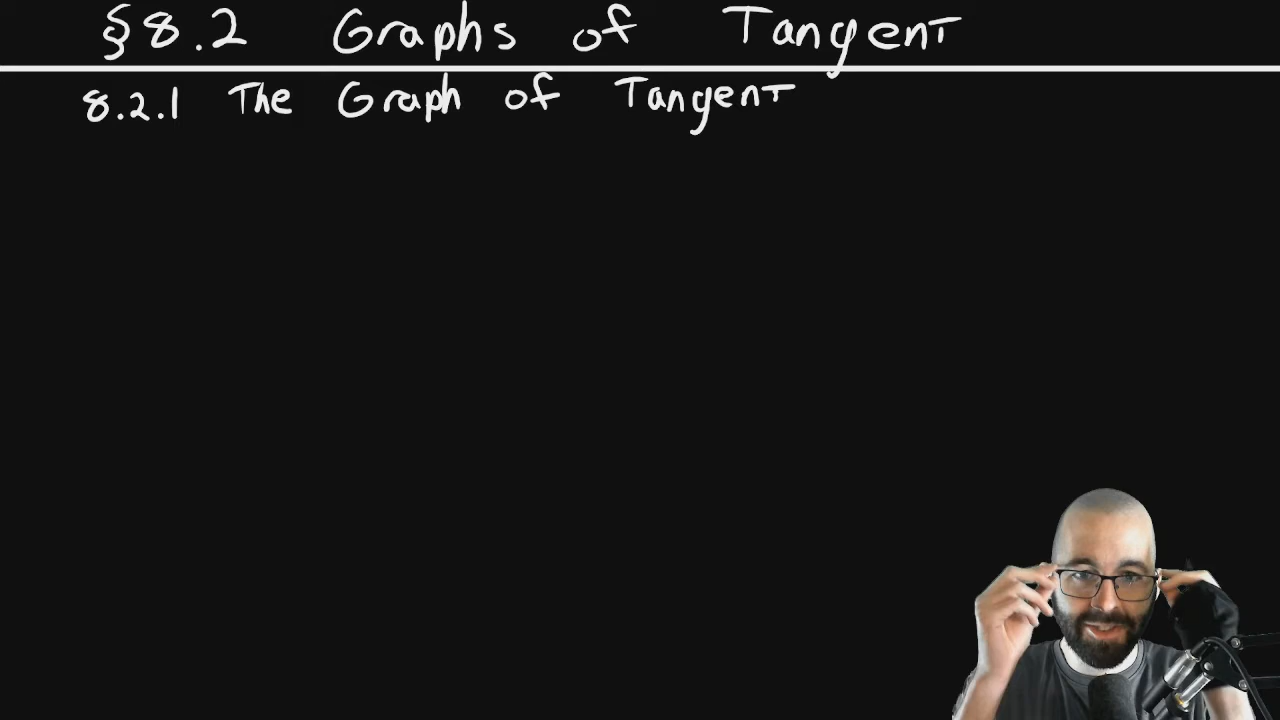 §8.2 Graphs of Tangent
8.2.1 The Graph of Tangent